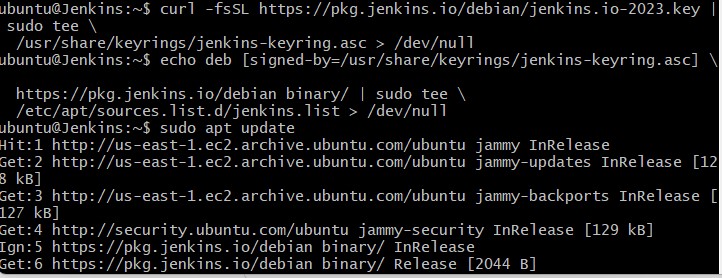 ubuntu@Jenkins:~$ curl -fsSL https://pkg.jenkins.io/debian/jenkins.io-2023.key |
 sudo tee \
  /usr/share/keyrings/jenkins-keyring.asc > /dev/null
ubuntu@Jenkins:~$ echo deb [signed-by=/usr/share/keyrings/jenkins-keyring.asc] \
  https://pkg.jenkins.io/debian binary/ | sudo tee \
  /etc/apt/sources.list.d/jenkins.list > /dev/null
ubuntu@Jenkins:~$ sudo apt update
Hit:1 http://us-east-1.ec2.archive.ubuntu.com/ubuntu jammy InRelease
Get:2 http://us-east-1.ec2.archive.ubuntu.com/ubuntu jammy-updates InRelease [12
8 kB]
Get:3 http://us-east-1.ec2.archive.ubuntu.com/ubuntu jammy-backports InRelease [
127 kB]
Get:4 http://security.ubuntu.com/ubuntu jammy-security InRelease [129 kB]
Ign:5 https://pkg.jenkins.io/debian binary/ InRelease
Get:6 https://pkg.jenkins.io/debian binary/ Release [2044 B]